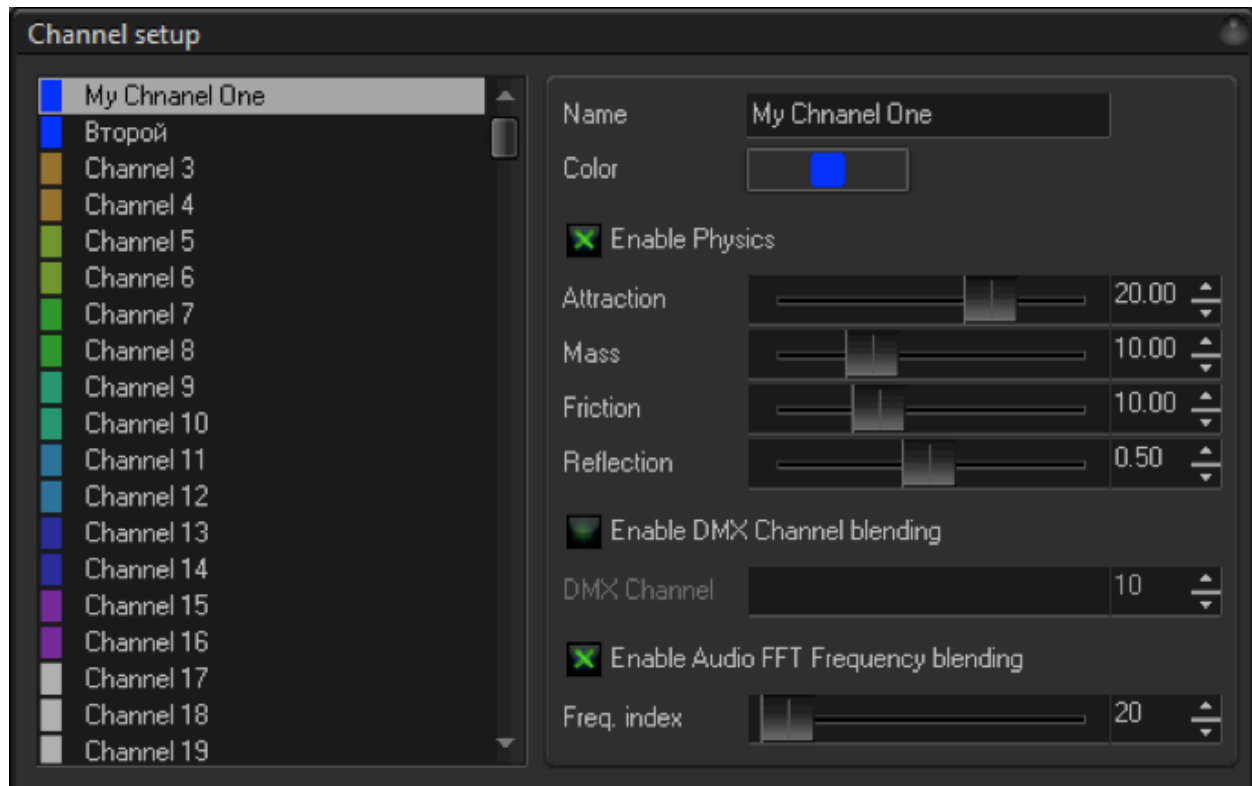 Channel setup
My Chnanel One
Второй
Channel 3
Channel 4
Channel 5
Channel 6
Channel 7
Channel 8
Channel 9
Channel 10
Channel 11
Channel 12
Channel 13
Channel 14
Channel 15
Channel 16
Channel 17
Channel 18
Channel 19
Name My Chnanel One
Color
Enable Physics
Attraction 20.00
Mass 10.00
Friction 10.00
Reflection 0.50
Enable DMX Channel blending
DMX Channel 10
Enable Audio FFT Frequency blending
Freq. index 20